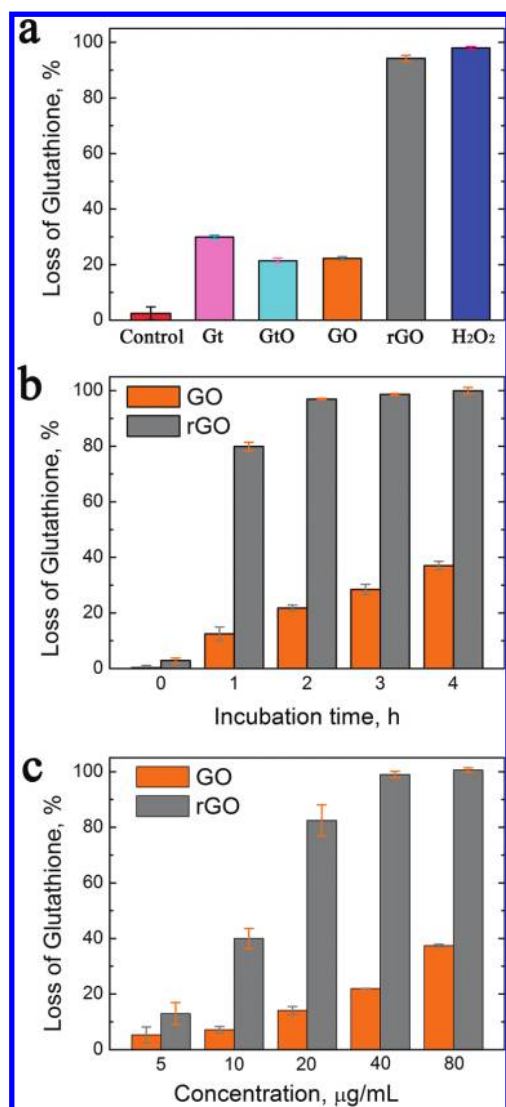 a
Loss of Glutathione, %
100
80
60
40
20
0
Control Gt GtO GO rGO H₂O₂
b
GO
rGO
Loss of Glutathione, %
100
80
60
40
20
0
0 1 2 3 4
Incubation time, h
c
GO
rGO
Loss of Glutathione, %
100
80
60
40
20
0
5 10 20 40 80
Concentration, μg/mL